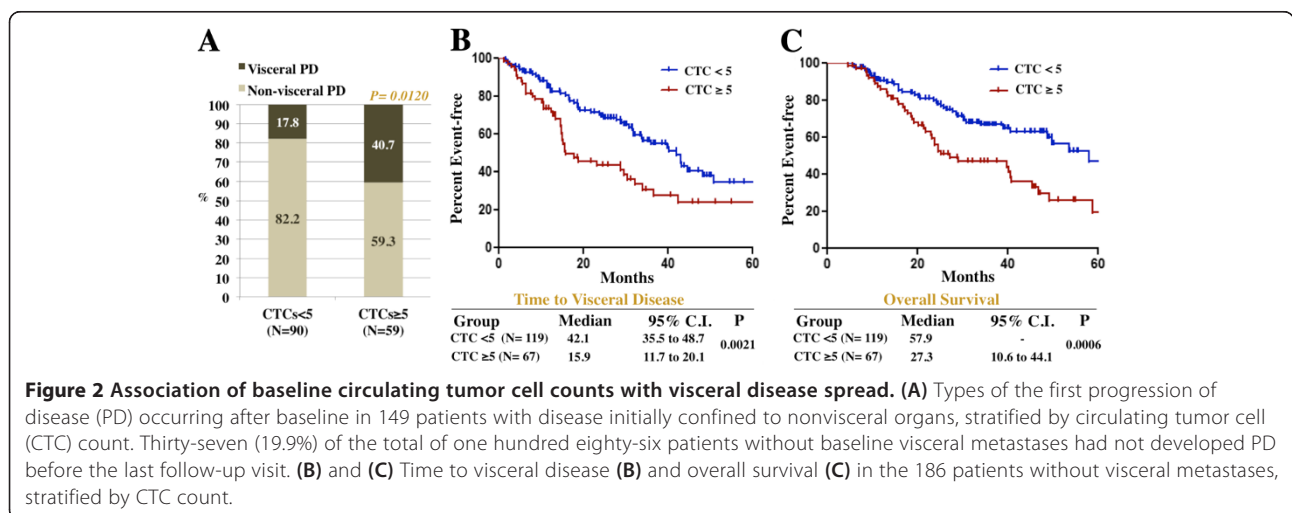 A
Visceral PD
Non-visceral PD
P= 0.0120
100
90
80
70
60
50
40
30
20
10
0
%
17.8
82.2
40.7
59.3
CTCs<5
(N=90)
CTCs≥5
(N=59)
B
Percent Event-free
100
80
60
40
20
0
CTC < 5
CTC ≥ 5
0 20 40 60
Months
Time to Visceral Disease
Group Median 95% C.I. P
CTC <5 (N= 119) 42.1 35.5 to 48.7 0.0021
CTC ≥5 (N= 67) 15.9 11.7 to 20.1
C
Percent Event-free
100
80
60
40
20
0
CTC < 5
CTC ≥ 5
0 20 40 60
Months
Overall Survival
Group Median 95% C.I. P
CTC <5 (N= 119) 57.9 - 0.0006
CTC ≥5 (N= 67) 27.3 10.6 to 44.1
Figure 2 Association of baseline circulating tumor cell counts with visceral disease spread. (A) Types of the first progression of
disease (PD) occurring after baseline in 149 patients with disease initially confined to nonvisceral organs, stratified by circulating tumor cell
(CTC) count. Thirty-seven (19.9%) of the total of one hundred eighty-six patients without baseline visceral metastases had not developed PD
before the last follow-up visit. (B) and (C) Time to visceral disease (B) and overall survival (C) in the 186 patients without visceral metastases,
stratified by CTC count.